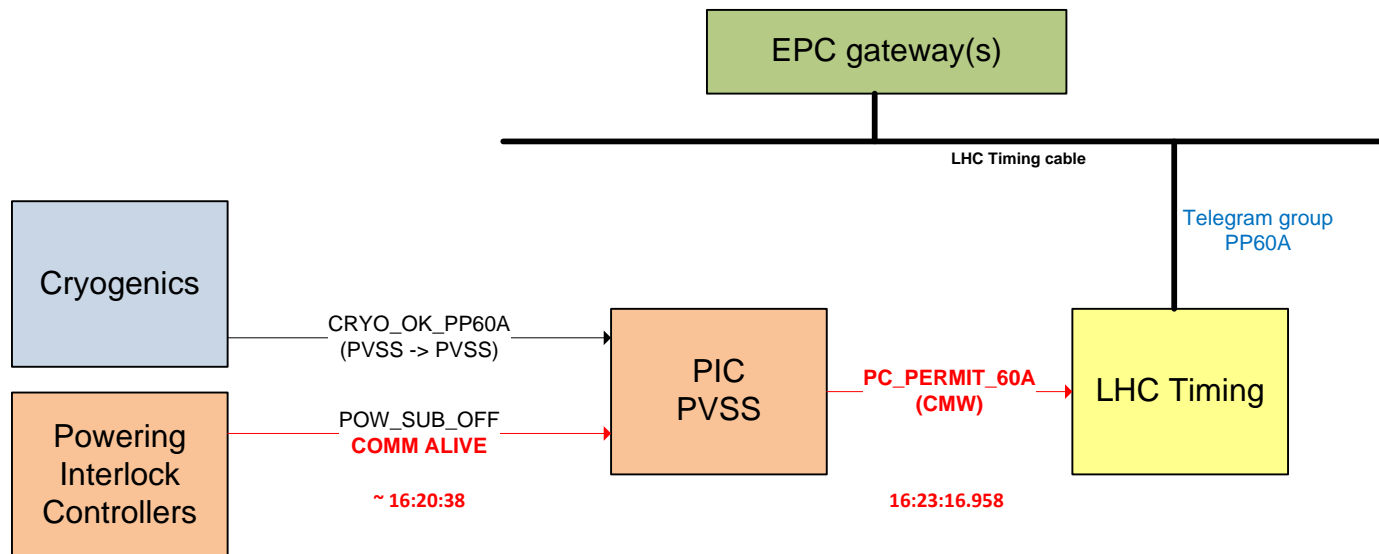 EPC gateway(s)
LHC Timing cable
Telegram group
PP60A
Cryogenics
CRYO_OK_PP60A
(PVSS -> PVSS)
Powering
Interlock
Controllers
POW_SUB_OFF
COMM ALIVE
~ 16:20:38
PIC
PVSS
PC_PERMIT_60A
(CMW)
16:23:16.958
LHC Timing